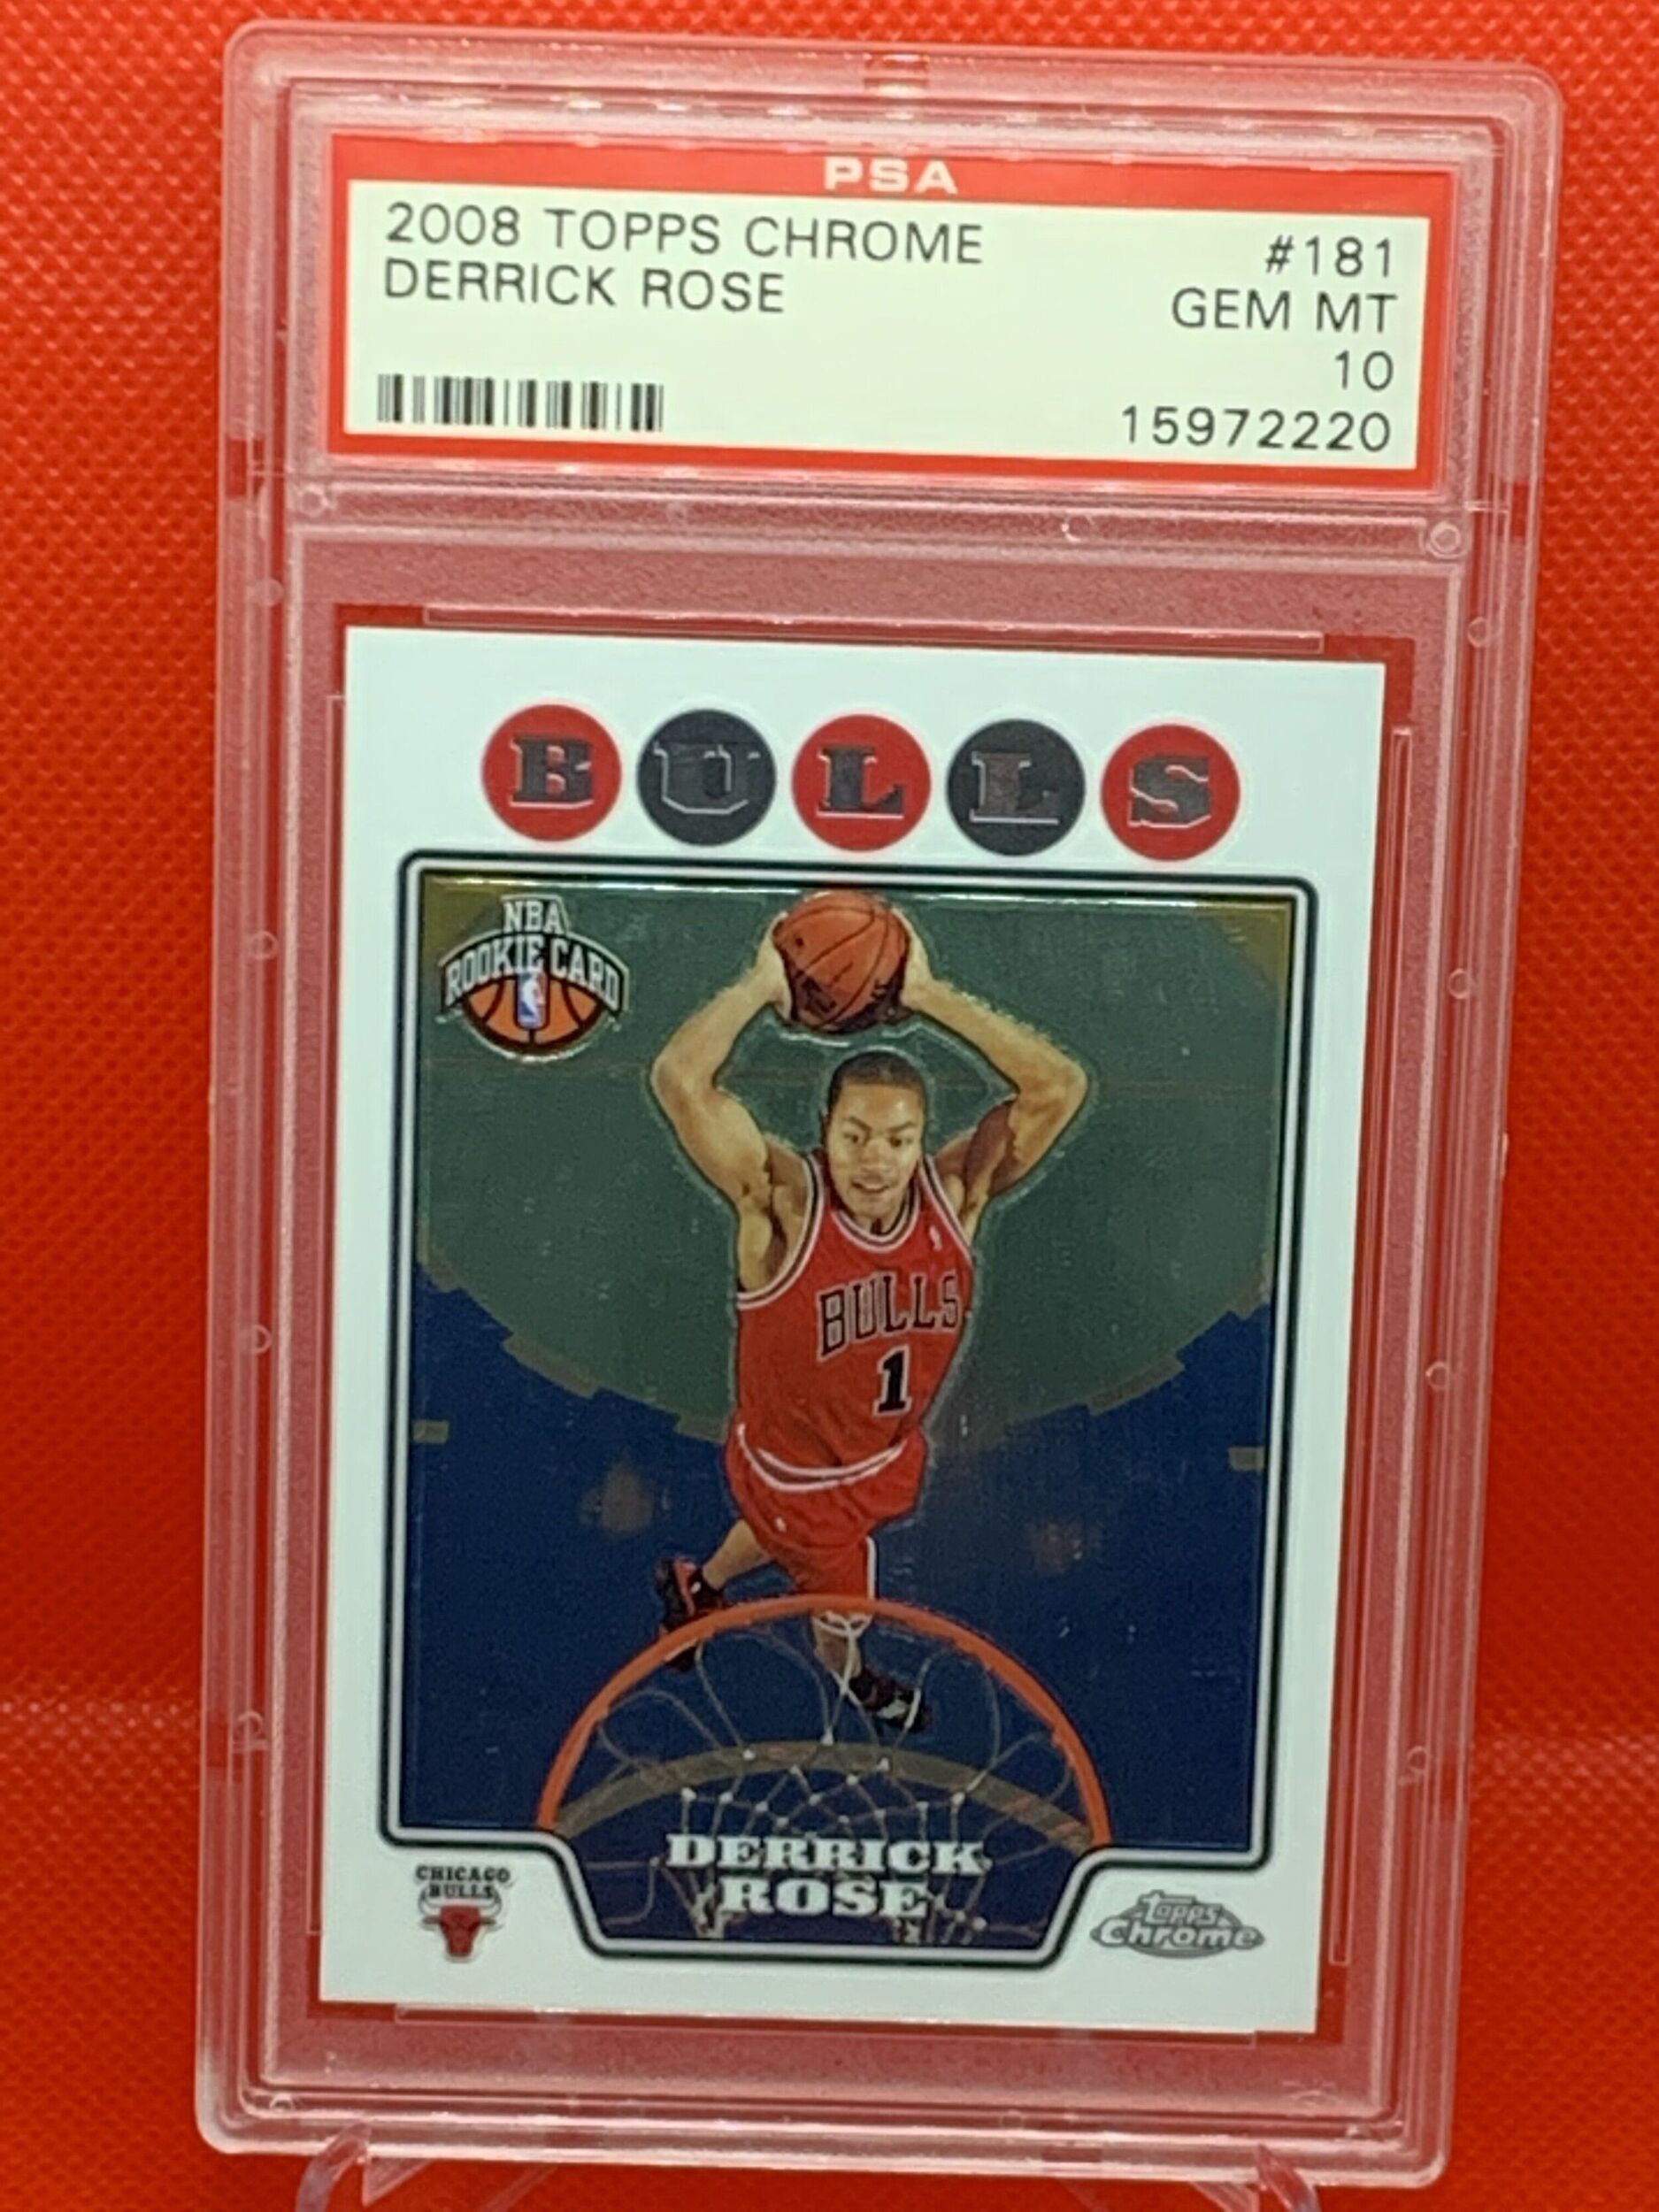 PSA
2008 TOPPS CHROME #181
DERRICK ROSE GEM MT
10
15972220
BULLS
NBA
ROOKIE CARD
BULLS
1
DERRICK
ROSE
CHICAGO
BULLS
Topps
Chrome